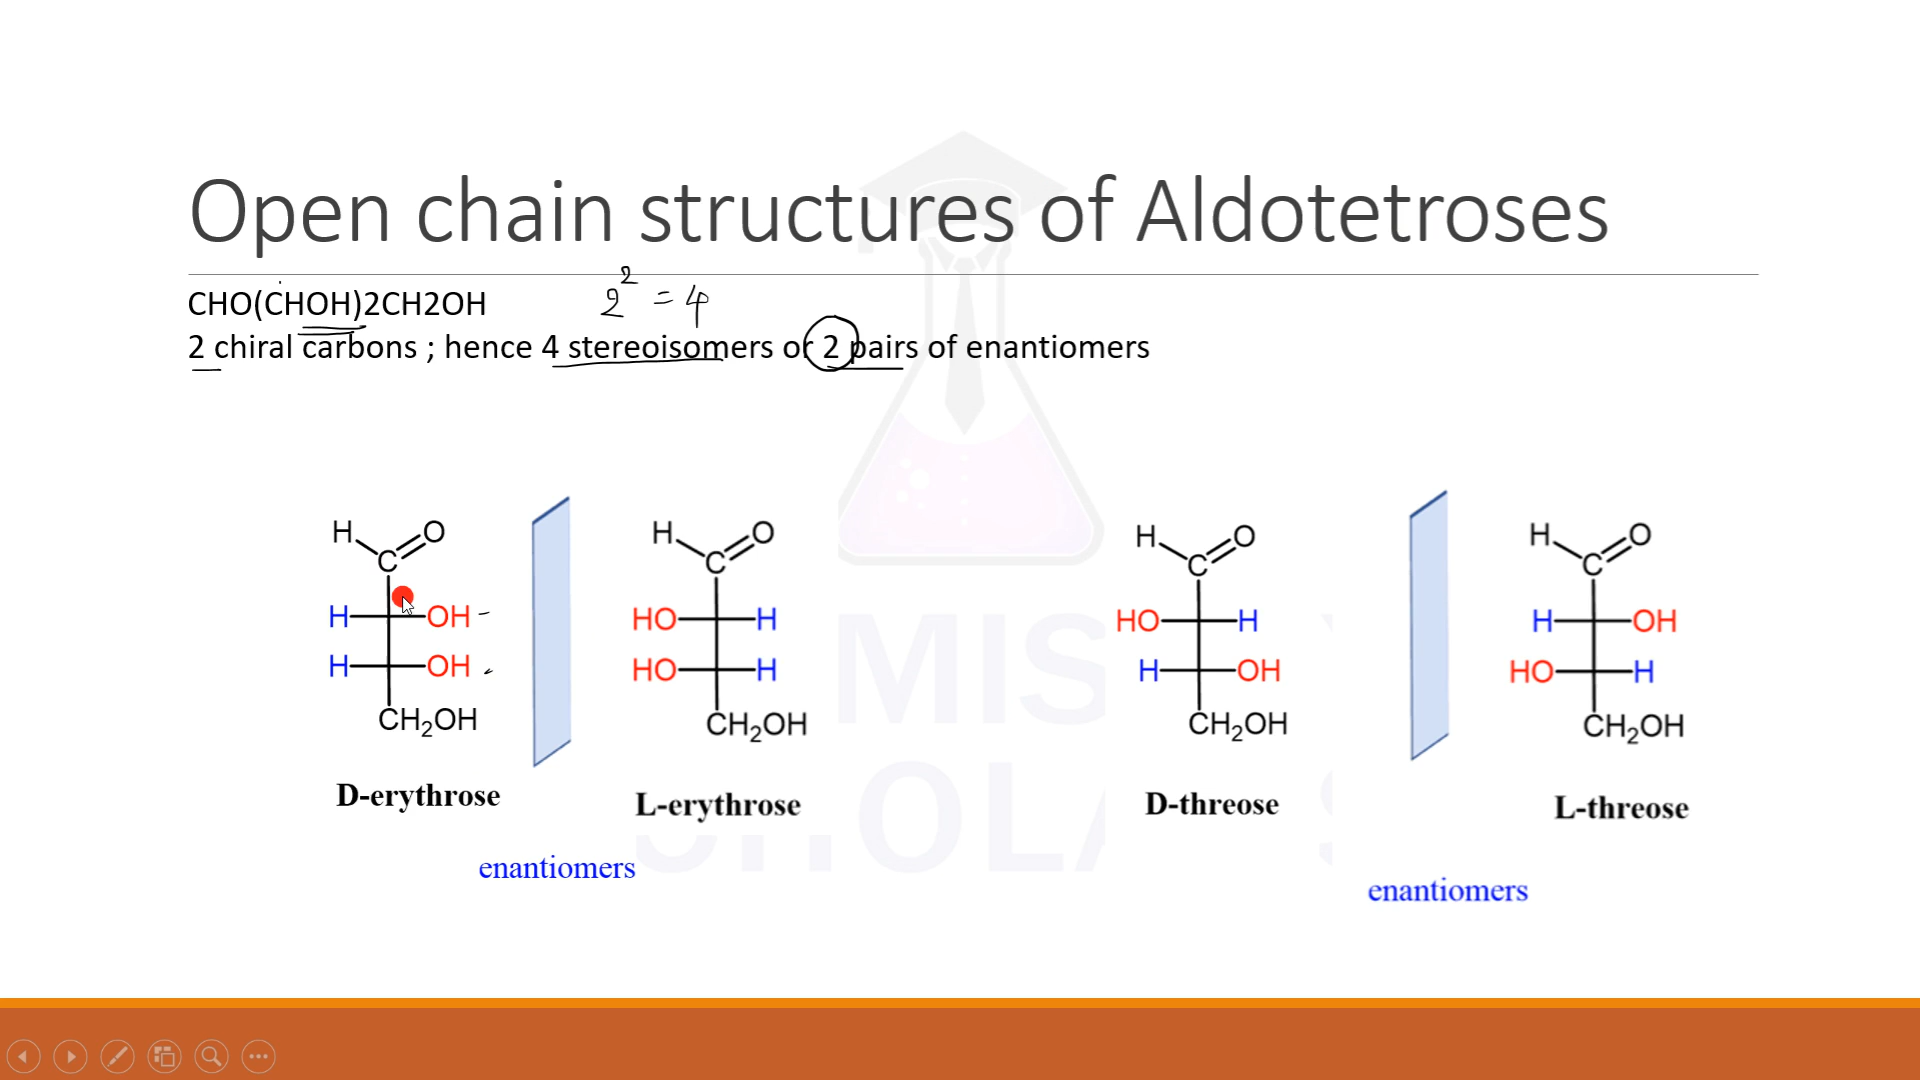 Open chain structures of Aldotetroses
CHO(CHOH)2CH2OH 2² = 4
2 chiral carbons ; hence 4 stereoisomers or 2 pairs of enantiomers
H O
C
H OH
H OH
CH₂OH
D-erythrose
H O
C
HO H
HO H
CH₂OH
L-erythrose
enantiomers
H O
C
HO H
H OH
CH₂OH
D-threose
H O
C
H OH
HO H
CH₂OH
L-threose
enantiomers